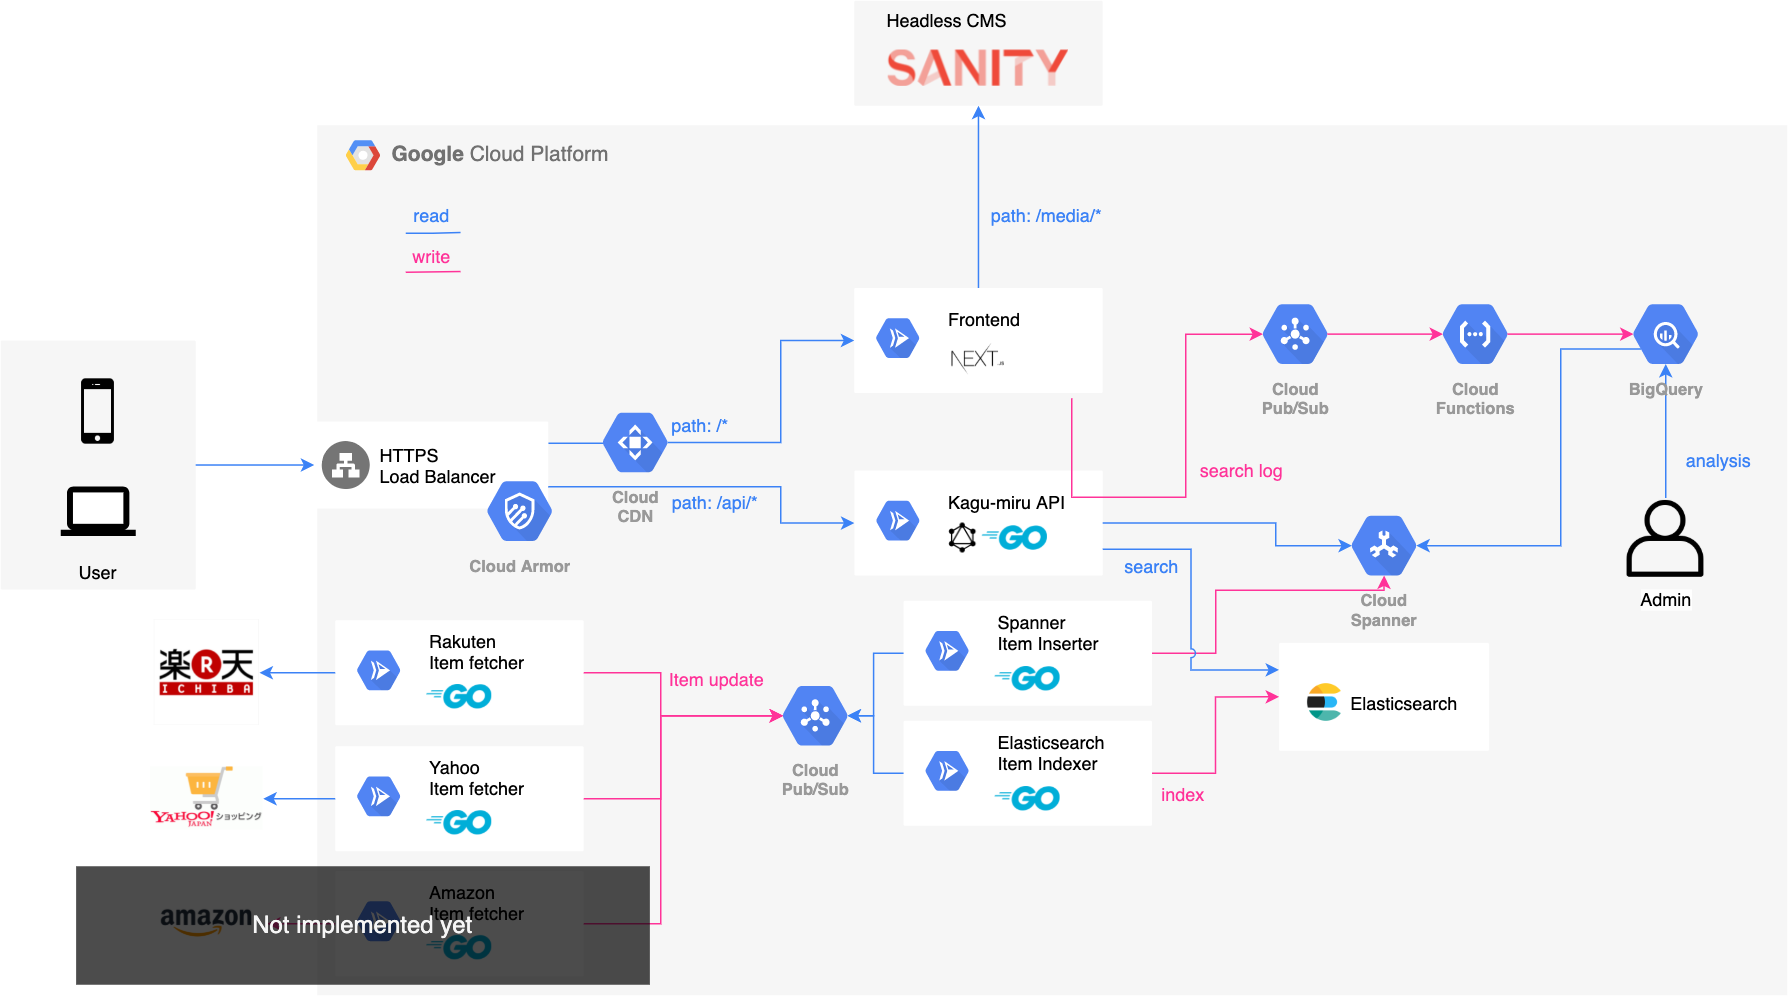 Headless CMS
SANITY
Google Cloud Platform
read
write
path: /media/*
Frontend
NEXT.JS
Cloud
Pub/Sub
Cloud
Functions
BigQuery
HTTPS
Load Balancer
Cloud
CDN
path: /*
path: /api/*
Cloud Armor
User
Kagu-miru API
GO
search log
search
analysis
Admin
Cloud
Spanner
楽R天
ICHIBA
Rakuten
Item fetcher
GO
Item update
YAHOO!
JAPAN
ショッピング
Yahoo
Item fetcher
GO
Cloud
Pub/Sub
Spanner
Item Inserter
GO
Elasticsearch
Item Indexer
GO
index
Elasticsearch
amazon
Amazon
Item fetcher
GO
Not implemented yet